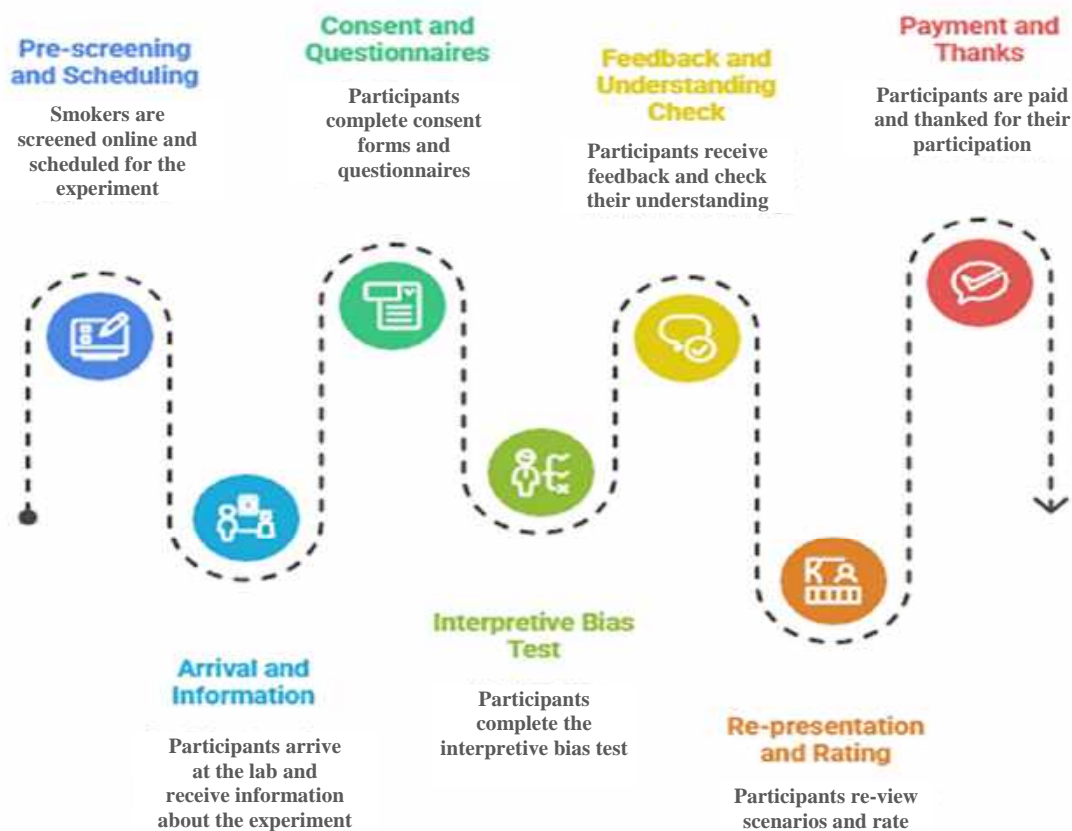 Pre-screening
and Scheduling
Smokers are
screened online and
scheduled for the
experiment
Arrival and
Information
Participants arrive
at the lab and
receive information
about the experiment
Consent and
Questionnaires
Participants
complete consent
forms and
questionnaires
Interpretive Bias
Test
Participants
complete the
interpretive bias test
Feedback and
Understanding
Check
Participants receive
feedback and check
their understanding
Re-presentation
and Rating
Participants re-view
scenarios and rate
Payment and
Thanks
Participants are paid
and thanked for their
participation